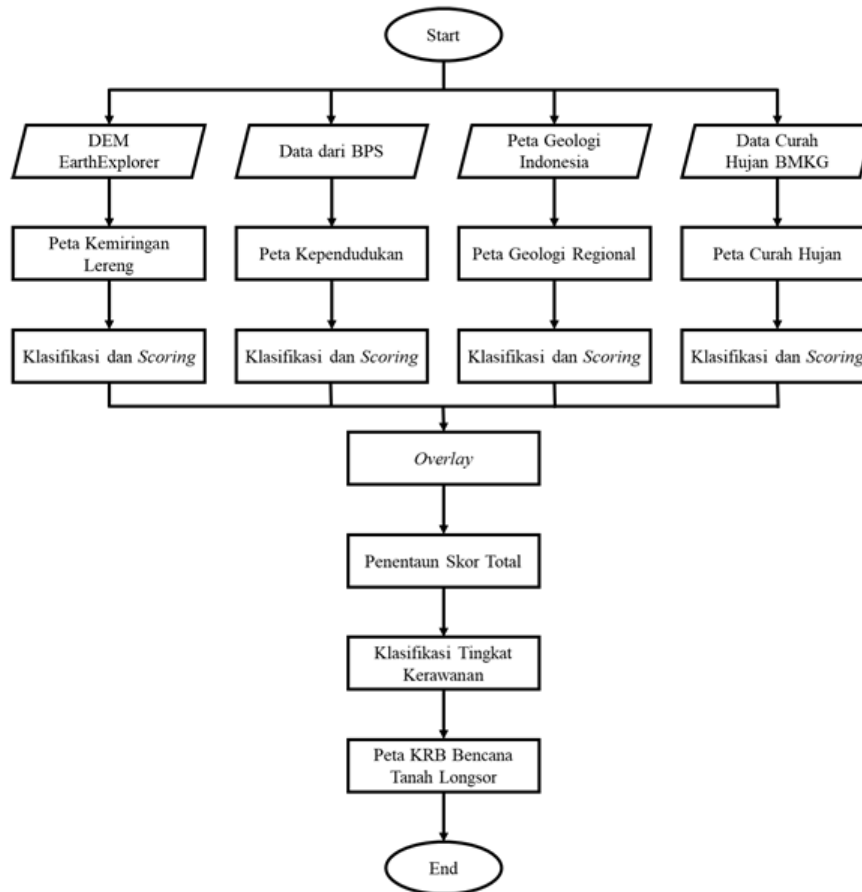 Start
DEM
EarthExplorer
Data dari BPS
Peta Geologi
Indonesia
Data Curah
Hujan BMKG
Peta Kemiringan
Lereng
Peta Kependudukan
Peta Geologi Regional
Peta Curah Hujan
Klasifikasi dan Scoring
Klasifikasi dan Scoring
Klasifikasi dan Scoring
Klasifikasi dan Scoring
Overlay
Penentaun Skor Total
Klasifikasi Tingkat
Kerawanan
Peta KRB Bencana
Tanah Longsor
End